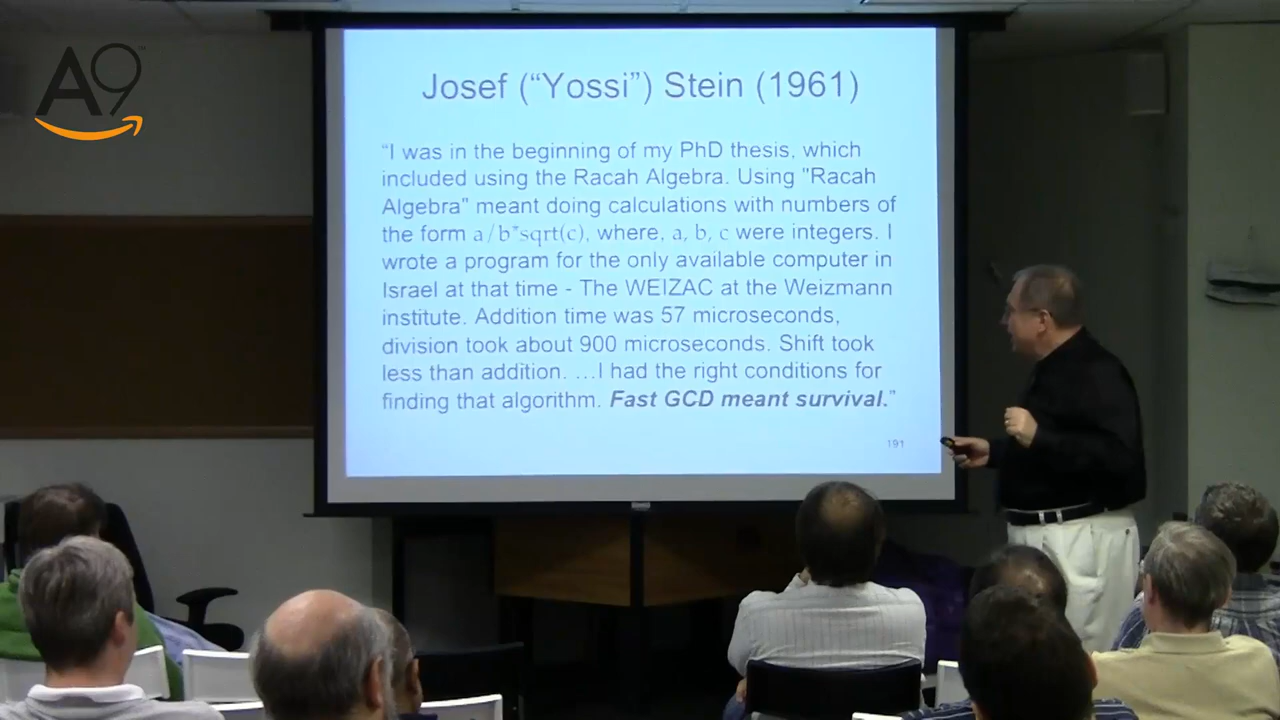 A9
Josef (“Yossi”) Stein (1961)
“I was in the beginning of my PhD thesis, which
included using the Racah Algebra. Using "Racah
Algebra" meant doing calculations with numbers of
the form a/b*sqrt(c), where, a, b, c were integers. I
wrote a program for the only available computer in
Israel at that time - The WEIZAC at the Weizmann
institute. Addition time was 57 microseconds,
division took about 900 microseconds. Shift took
less than addition. …I had the right conditions for
finding that algorithm. Fast GCD meant survival.”
191